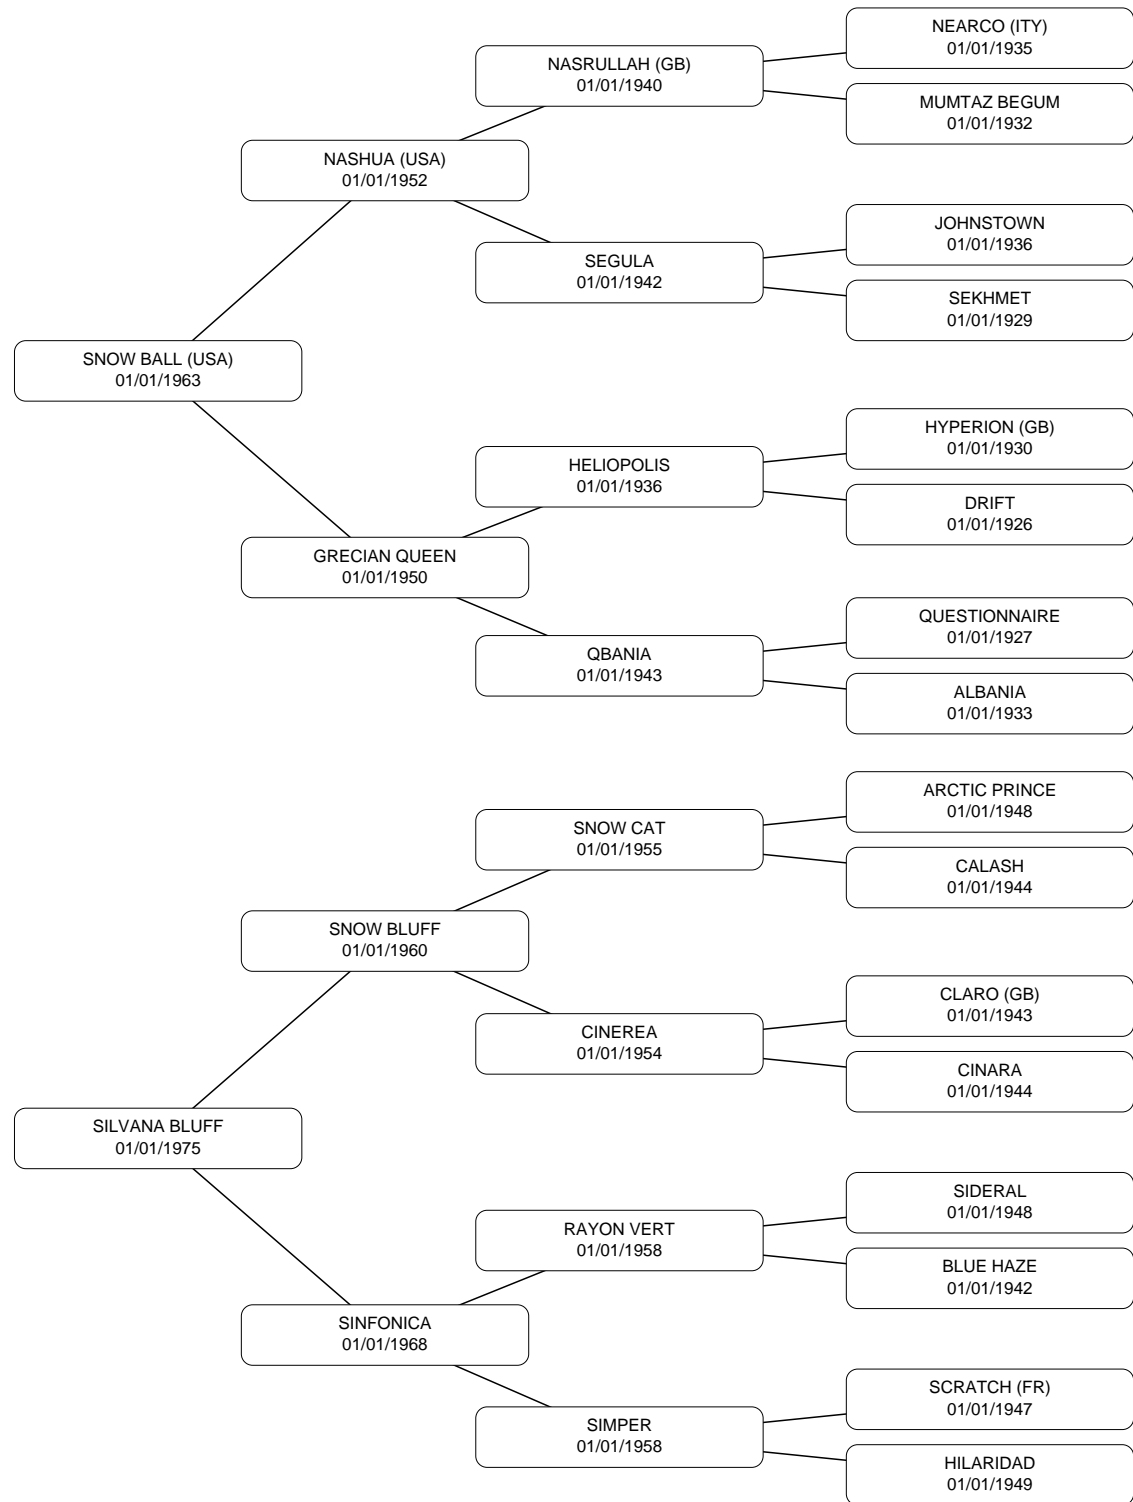 NEARCO (ITY)
01/01/1935
NASRULLAH (GB)
01/01/1940
MUMTAZ BEGUM
01/01/1932
NASHUA (USA)
01/01/1952
JOHNSTOWN
01/01/1936
SEGULA
01/01/1942
SEKHMET
01/01/1929
SNOW BALL (USA)
01/01/1963
HYPERION (GB)
01/01/1930
HELIOPOLIS
01/01/1936
DRIFT
01/01/1926
GRECIAN QUEEN
01/01/1950
QUESTIONNAIRE
01/01/1927
QBANIA
01/01/1943
ALBANIA
01/01/1933
ARCTIC PRINCE
01/01/1948
SNOW CAT
01/01/1955
CALASH
01/01/1944
SNOW BLUFF
01/01/1960
CLARO (GB)
01/01/1943
CINEREA
01/01/1954
CINARA
01/01/1944
SILVANA BLUFF
01/01/1975
SIDERAL
01/01/1948
RAYON VERT
01/01/1958
BLUE HAZE
01/01/1942
SINFONICA
01/01/1968
SCRATCH (FR)
01/01/1947
SIMPER
01/01/1958
HILARIDAD
01/01/1949